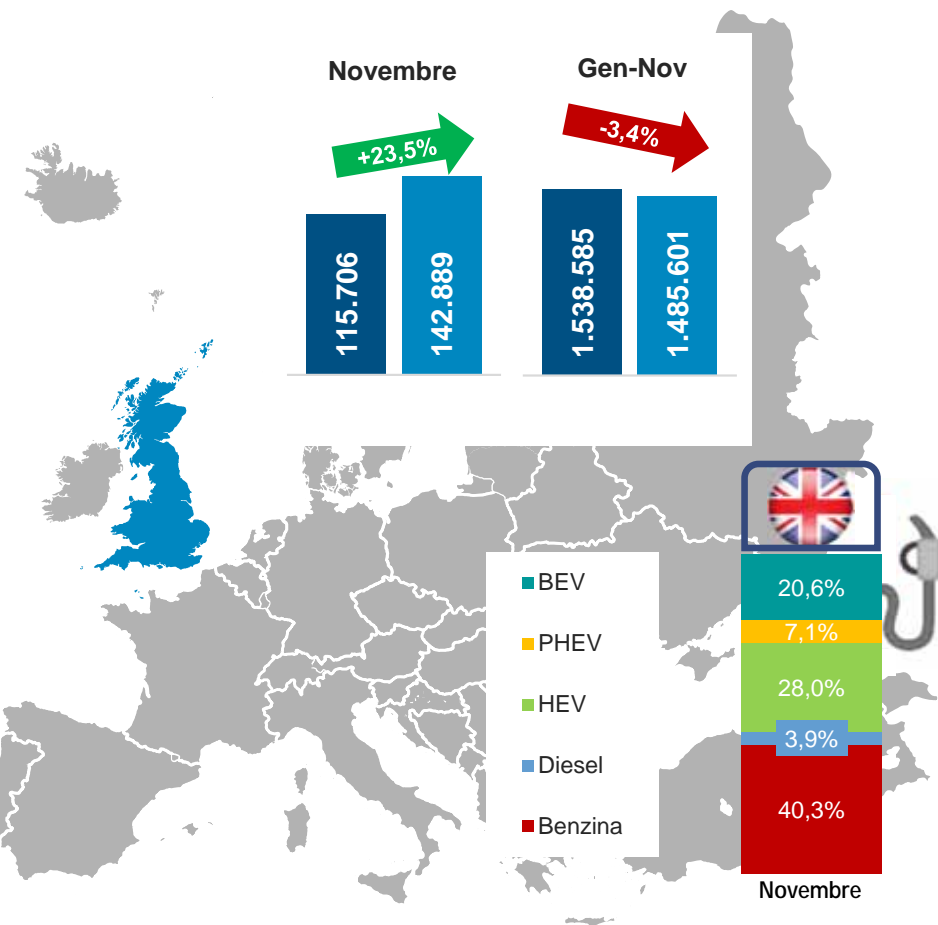 Novembre
Gen-Nov
+23,5%
-3,4%
115.706
142.889
1.538.585
1.485.601
BEV
PHEV
HEV
Diesel
Benzina
20,6%
7,1%
28,0%
3,9%
40,3%
Novembre